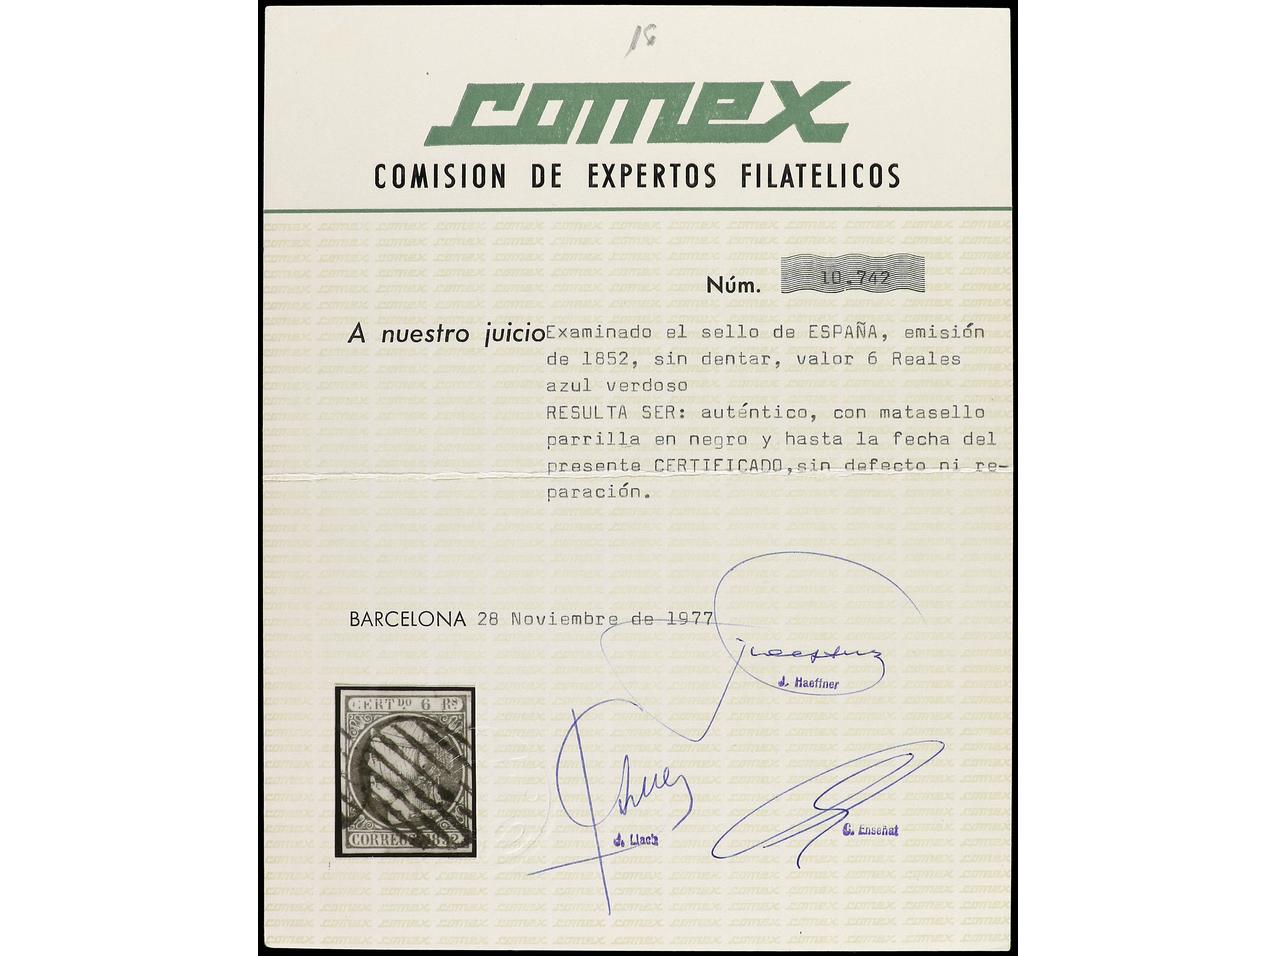 18
comex
COMISION DE EXPERTOS FILATELICOS
Núm. 10.742
A nuestro juicio Examinado el sello de ESPAÑA, emisión
de 1852, sin dentar, valor 6 Reales
azul verdoso
RESULTA SER: auténtico, con matasello
parrilla en negro y hasta la fecha del
presente CERTIFICADO,sin defecto ni re-
paración.
BARCELONA 28 Noviembre de 1977
J. Haeffner
CERTDO 6 RS
J. Llach
C. Enseñat
CORREOS 1852